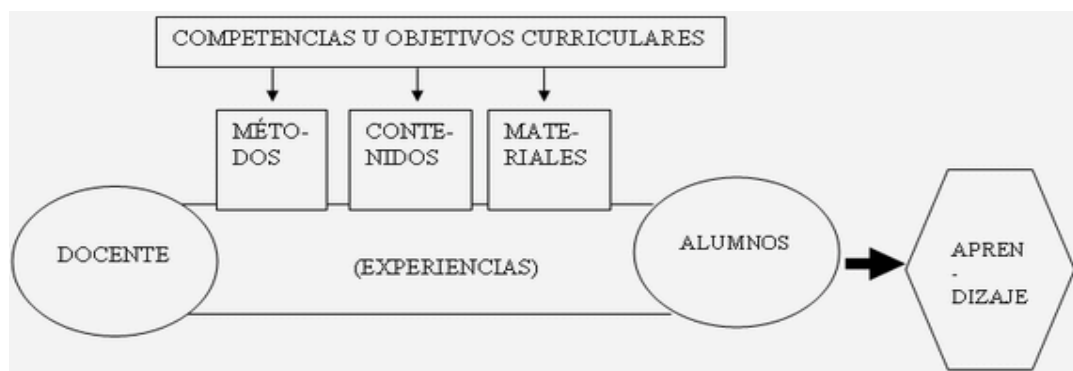 COMPETENCIAS U OBJETIVOS CURRICULARES
MÉTO-
DOS
CONTE-
NIDOS
MATE-
RIALES
DOCENTE
(EXPERIENCIAS)
ALUMNOS
APREN
-
DIZAJE